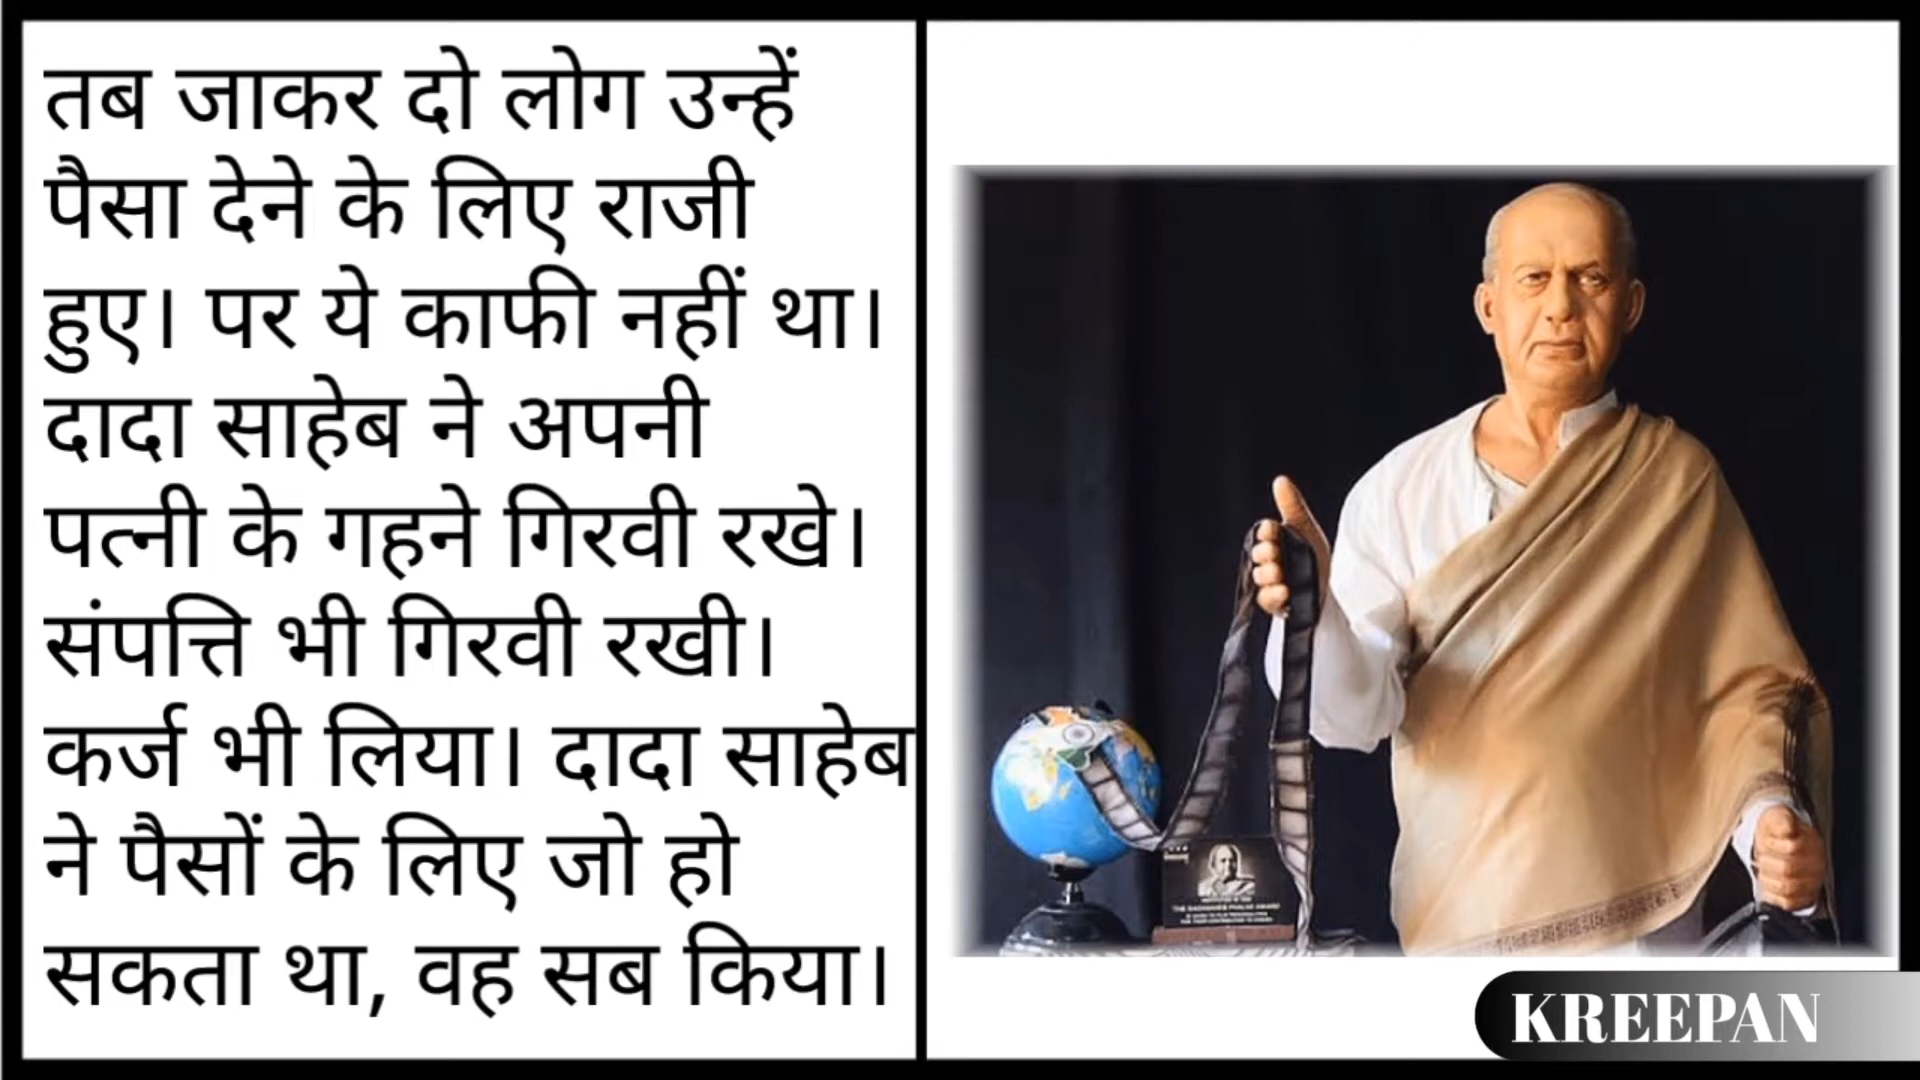 तब जाकर दो लोग उन्हें
पैसा देने के लिए राजी
हुए। पर ये काफी नहीं था।
दादा साहेब ने अपनी
पत्नी के गहने गिरवी रखे।
संपत्ति भी गिरवी रखी।
कर्ज भी लिया। दादा साहेब
ने पैसों के लिए जो हो
सकता था, वह सब किया।
KREEPAN